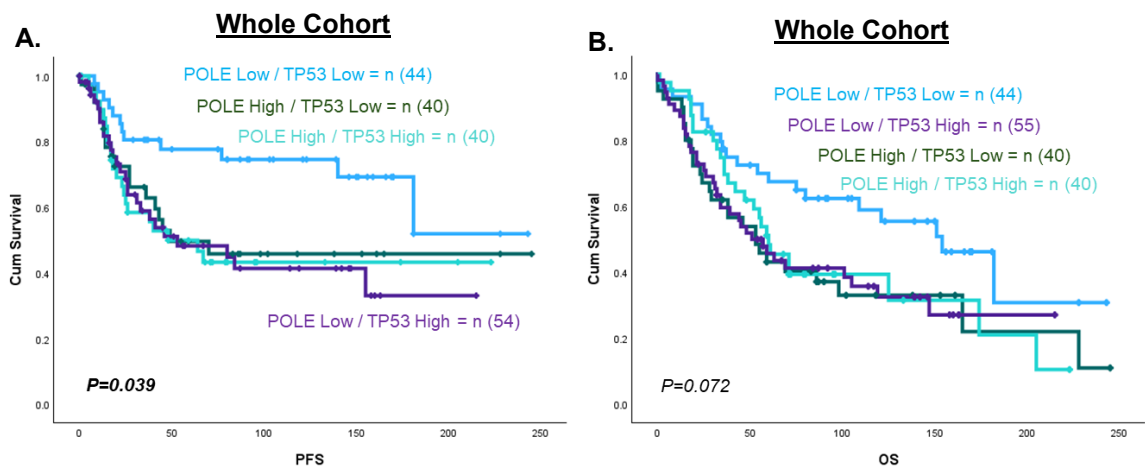 A.
Whole Cohort
POLE Low / TP53 Low = n (44)
POLE High / TP53 Low = n (40)
POLE High / TP53 High = n (40)
POLE Low / TP53 High = n (54)
P=0.039
Cum Survival
1.0
0.8
0.6
0.4
0.2
0.0
0 50 100 150 200 250
PFS
B.
Whole Cohort
POLE Low / TP53 Low = n (44)
POLE Low / TP53 High = n (55)
POLE High / TP53 Low = n (40)
POLE High / TP53 High = n (40)
P=0.072
Cum Survival
1.0
0.8
0.6
0.4
0.2
0.0
0 50 100 150 200 250
OS